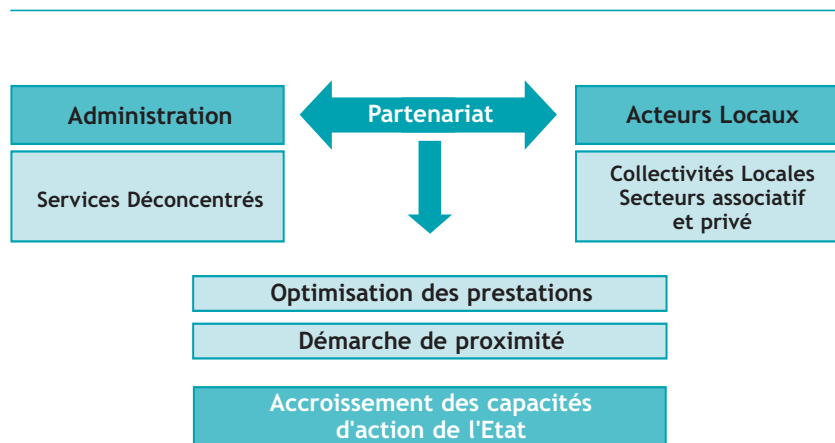 Administration
Partenariat
Acteurs Locaux
Services Déconcentrés
Collectivités Locales
Secteurs associatif
et privé
Optimisation des prestations
Démarche de proximité
Accroissement des capacités
d'action de l'Etat